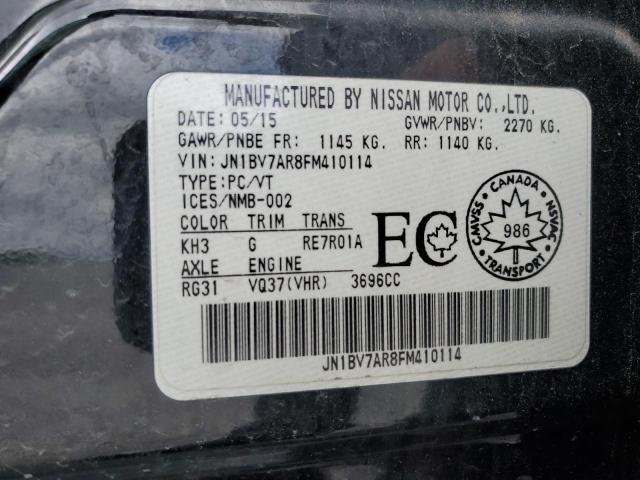 MANUFACTURED BY NISSAN MOTOR CO.,LTD.
DATE: 05/15 GVWR/PNBV: 2270 KG.
GAWR/PNBE FR: 1145 KG. RR: 1140 KG.
VIN: JN1BV7AR8FM410114
TYPE: PC/VT
ICES/NMB-002
COLOR TRIM TRANS
KH3 G RE7R01A
AXLE ENGINE
RG31 VQ37(VHR) 3696CC
EC
CANADA
CMVSS
NSVAC
986
TRANSPORT
JN1BV7AR8FM410114